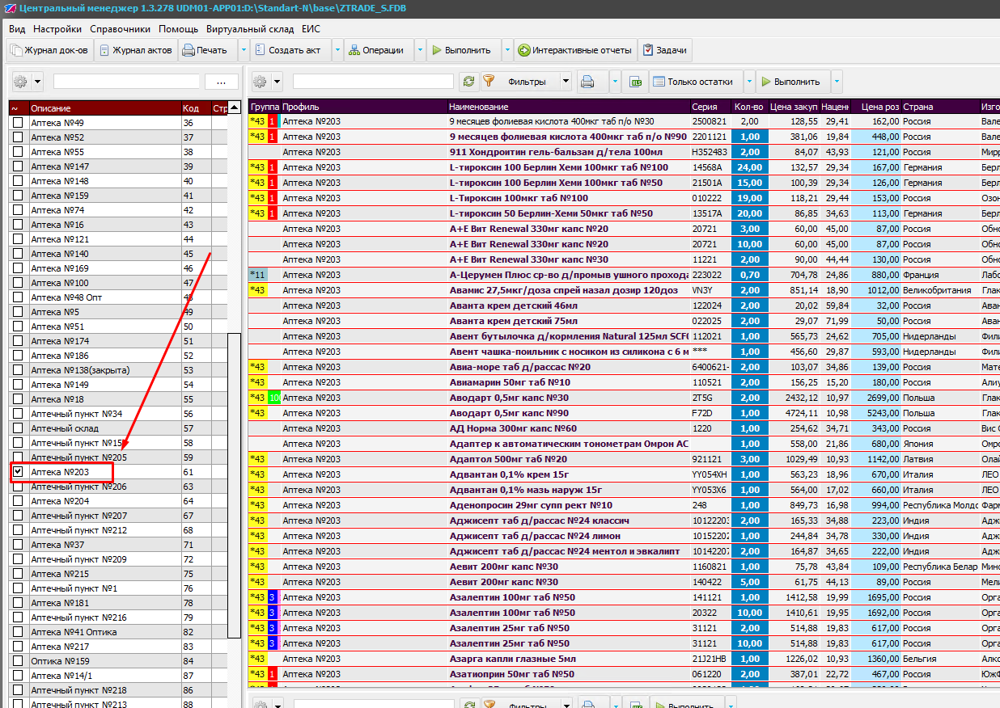 Центральный менеджер 1.3.278 UDM01-APP01:D:\Standart-N\base\ZTRADE_S.FDB
Вид Настройки Справочники Помощь Виртуальный склад ЕИС
Журнал док-ов Журнал актов Печать Создать акт Операции Выполнить Интерактивные отчеты Задачи
... Фильтры Только остатки Выполнить
~ Описание Код Стр
Аптека №49 36
Аптека №52 37
Аптека №55 38
Аптека №147 39
Аптека №148 40
Аптека №159 41
Аптека №74 42
Аптека №16 43
Аптека №121 44
Аптека №140 45
Аптека №169 46
Аптека №100 47
Аптека №48 Опт 48
Аптека №5 49
Аптека №51 50
Аптека №174 51
Аптека №186 52
Аптека №138(закрыта) 53
Аптека №149 54
Аптека №18 55
Аптечный пункт №34 56
Аптечный склад 57
Аптечный пункт №15 58
Аптечный пункт №205 59
Аптека №203 61
Аптечный пункт №206 63
Аптека №204 64
Аптечный пункт №207 67
Аптечный пункт №212 68
Аптека №37 71
Аптечный пункт №209 72
Аптека №215 75
Аптечный пункт №1 76
Аптека №181 78
Аптечный пункт №216 79
Аптека №41 Оптика 82
Аптека №217 83
Оптика №159 84
Аптека №14/1 87
Аптечный пункт №218 86
Аптечный пункт №213 88
Группа Профиль Наименование Серия Кол-во Цена закуп Наценк Цена роз Страна Изго
*43 1 Аптека №203 9 месяцев фолиевая кислота 400мкг таб п/о №30 2500821 2,00 128,55 29,41 162,00 Россия Вале
*43 1 Аптека №203 9 месяцев фолиевая кислота 400мкг таб п/о №90 2201121 1,00 381,06 19,84 448,00 Россия Вале
Аптека №203 911 Хондроитин гель-бальзам д/тела 100мл H352483 2,00 84,07 43,93 121,00 Россия Мирр
*43 1 Аптека №203 L-тироксин 100 Берлин Хеми 100мкг таб №100 14568A 24,00 132,57 29,34 167,00 Германия Берл
*43 1 Аптека №203 L-тироксин 100 Берлин Хеми 100мкг таб №50 21501A 15,00 100,39 29,34 126,00 Германия Берл
*43 1 Аптека №203 L-Тироксин 100мкг таб №100 010222 19,00 118,21 29,44 153,00 Россия Озон
*43 1 Аптека №203 L-тироксин 50 Берлин-Хеми 50мкг таб №50 13517A 20,00 86,85 34,63 113,00 Германия Берл
Аптека №203 А+Е Вит Renewal 330мг капс №20 20721 3,00 60,00 45,00 87,00 Россия Обно
Аптека №203 А+Е Вит Renewal 330мг капс №20 20721 10,00 60,00 45,00 87,00 Россия Обно
Аптека №203 А+Е Вит Renewal 330мг капс №30 11221 2,00 90,00 44,44 130,00 Россия Обно
*11 Аптека №203 А-Церумен Плюс ср-во д/промыв ушного прохода 223022 0,70 704,78 24,86 880,00 Франция Лабо
*43 Аптека №203 Авамис 27,5мкг/доза спрей назал дозир 120доз VN3Y 2,00 851,14 18,90 1012,00 Великобритания Глак
Аптека №203 Аванта крем детский 46мл 122024 2,00 20,02 59,84 32,00 Россия Аван
Аптека №203 Аванта крем детский 75мл 022025 2,00 29,07 71,99 50,00 Россия Аван
Аптека №203 Авент бутылочка д/кормления Natural 125мл SCF0 112021 1,00 565,73 24,62 705,00 Нидерланды Фили
Аптека №203 Авент чашка-поильник с носиком из силикона с 6 м *** 1,00 456,60 29,87 593,00 Нидерланды Фили
*43 Аптека №203 Авиа-море таб д/рассас №20 6400621- 2,00 103,07 34,86 139,00 Россия Мате
*43 Аптека №203 Авиамарин 50мг таб №10 110521 2,00 156,25 15,20 180,00 Россия Алиу
*43 10 Аптека №203 Аводарт 0,5мг капс №30 2T5G 2,00 2432,12 10,97 2699,00 Польша Глак
*43 Аптека №203 Аводарт 0,5мг капс №90 F72D 1,00 4724,11 10,98 5243,00 Польша Глак
Аптека №203 АД Норма 300мг капс №60 1220 1,00 254,62 34,71 343,00 Россия Вис
Аптека №203 Адаптер к автоматическим тонометрам Омрон АС 1,00 558,00 21,86 680,00 Япония Омро
*43 Аптека №203 Адаптол 500мг таб №20 921121 3,00 1029,49 10,93 1142,00 Латвия Олай
*43 Аптека №203 Адвантан 0,1% крем 15г YY054XH 1,00 563,23 18,96 670,00 Италия ЛЕО
*43 Аптека №203 Адвантан 0,1% мазь наруж 15г YY053X6 1,00 564,00 17,02 660,00 Италия ЛЕО
*43 Аптека №203 Аденопросин 29мг супп рект №10 248 1,00 849,73 16,98 994,00 Республика Молдо Фарм
*43 Аптека №203 Аджисепт таб д/рассас №24 классич 10122203 2,00 165,33 34,88 223,00 Индия Аджи
*43 Аптека №203 Аджисепт таб д/рассас №24 лимон 10152202 1,00 244,84 34,78 330,00 Индия Аджи
*43 Аптека №203 Аджисепт таб д/рассас №24 ментол и эвкалипт 10142207 2,00 164,87 34,65 222,00 Индия Аджи
*43 Аптека №203 Аевит 200мг капс №30 1160821 1,00 75,78 43,84 109,00 Республика Белар Минс
*43 Аптека №203 Аевит 200мг капс №30 140422 5,00 61,75 44,13 89,00 Россия Мели
*43 3 Аптека №203 Азалептин 100мг таб №50 141121 1,00 1412,58 19,99 1695,00 Россия Орга
*43 3 Аптека №203 Азалептин 100мг таб №50 20322 10,00 1410,61 19,95 1692,00 Россия Орга
*43 3 Аптека №203 Азалептин 25мг таб №50 31121 2,00 514,88 19,83 617,00 Россия Орга
*43 3 Аптека №203 Азалептин 25мг таб №50 31121 10,00 514,88 19,83 617,00 Россия Орга
*43 Аптека №203 Азарга капли глазные 5мл 21J21HB 1,00 1226,02 10,93 1360,00 Бельгия Алко
*43 1 Аптека №203 Азатиоприн 50мг таб №50 061220 2,00 387,01 22,72 467,00 Россия ЮжФ
Фильтры Выполнить